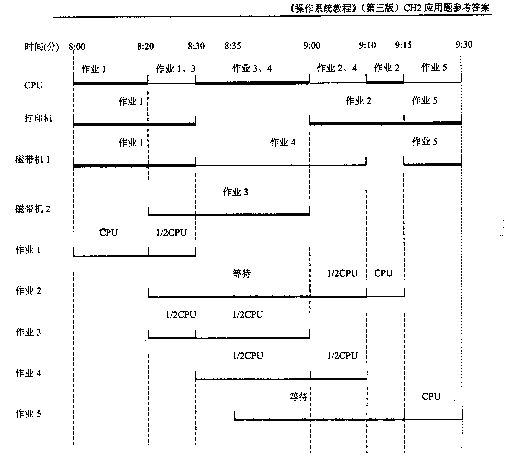 《操作系统教程》（第三版）CH2 应用题参考答案
时间(分) 8:00 8:20 8:30 8:35 9:00 9:10 9:15 9:30
作业 1 作业 1、3 作业 3、4 作业 2、4 作业 2 作业 5
CPU
作业 1 作业 2 作业 5
打印机
作业 1 作业 4 作业 5
磁带机 1
作业 3
磁带机 2
CPU 1/2CPU
作业 1
等待 1/2CPU CPU
作业 2
1/2CPU 1/2CPU
作业 3
1/2CPU 1/2CPU
作业 4
等待 CPU
作业 5